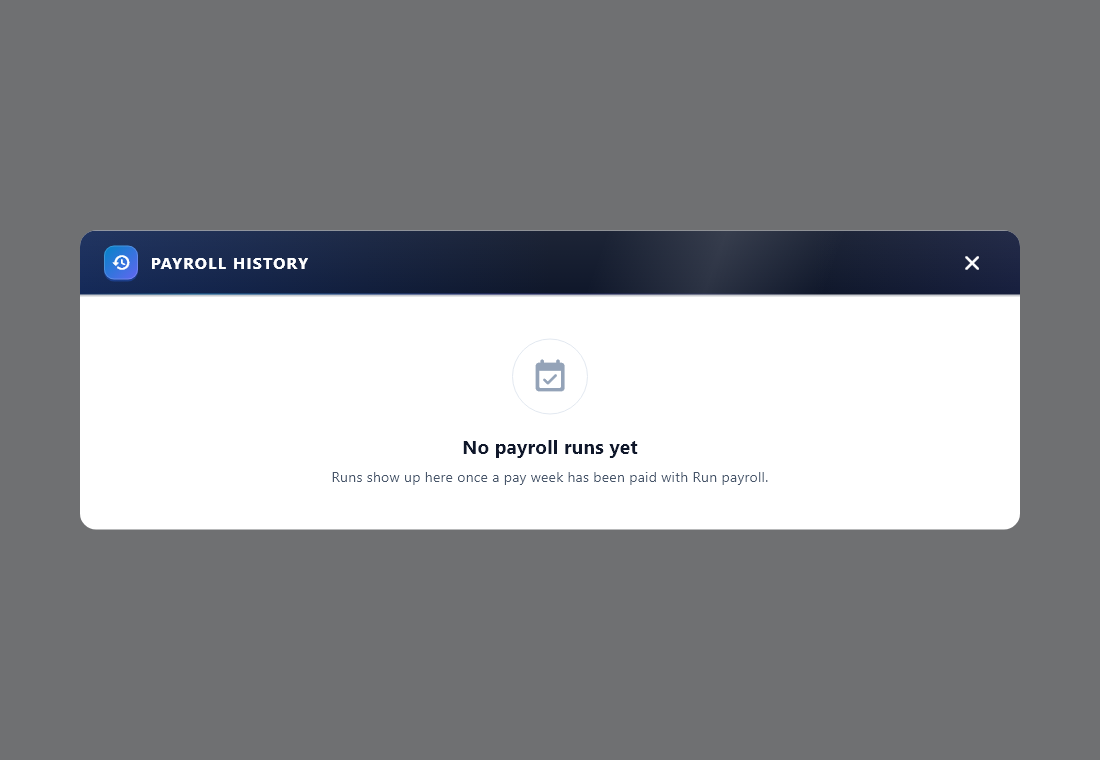 PAYROLL HISTORY
No payroll runs yet
Runs show up here once a pay week has been paid with Run payroll.